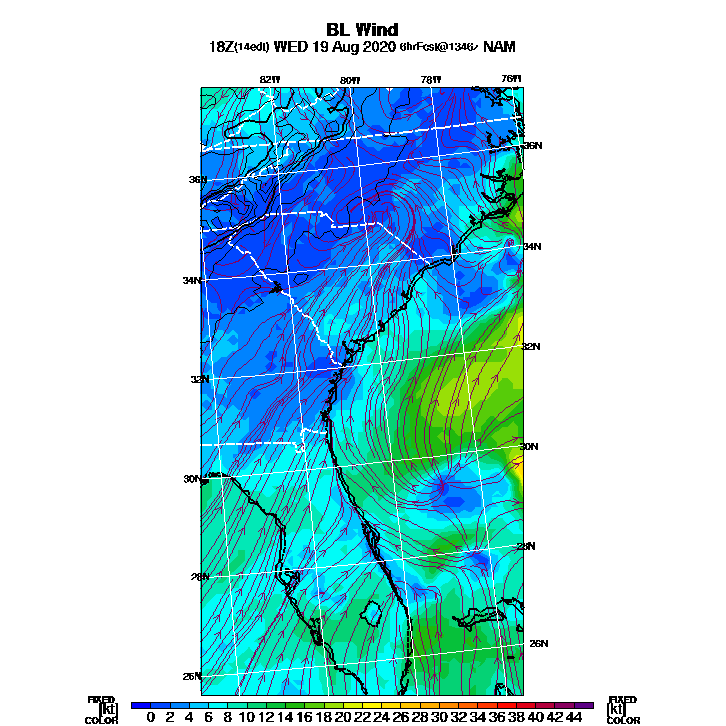 BL Wind
18Z(14edt) WED 19 Aug 2020 6hrFcst@1346z NAM
82W 80W 78W 76W
36N
36N
34N
34N
32N
32N
30N
30N
28N
28N
26N
26N
FIXED FIXED
[kt] 0 2 4 6 8 10 12 14 16 18 20 22 24 26 28 30 32 34 36 38 40 42 44 [kt]
COLOR COLOR